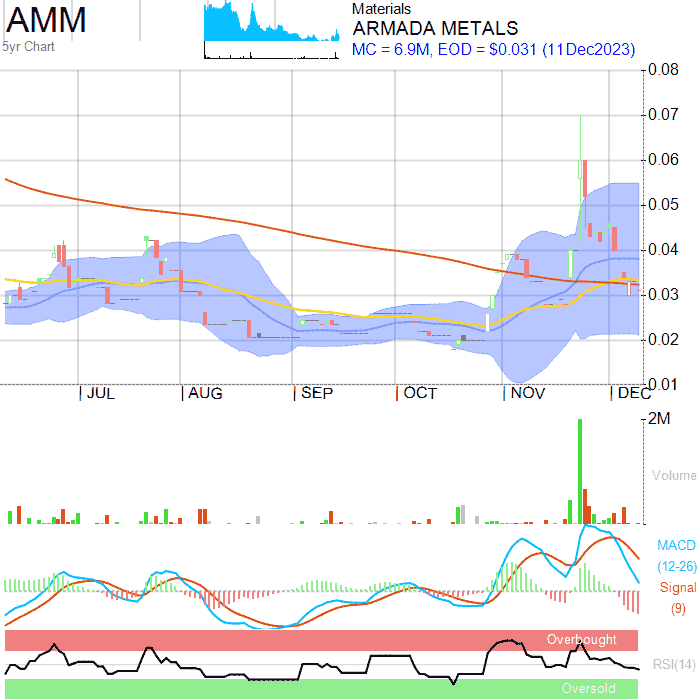 AMM
5yr Chart
Materials
ARMADA METALS
MC = 6.9M, EOD = $0.031 (11Dec2023)
0.08
0.07
0.06
0.05
0.04
0.03
0.02
0.01
JUL AUG SEP OCT NOV DEC
2M
Volume
MACD
(12-26)
Signal
(9)
Overbought
RSI(14)
Oversold